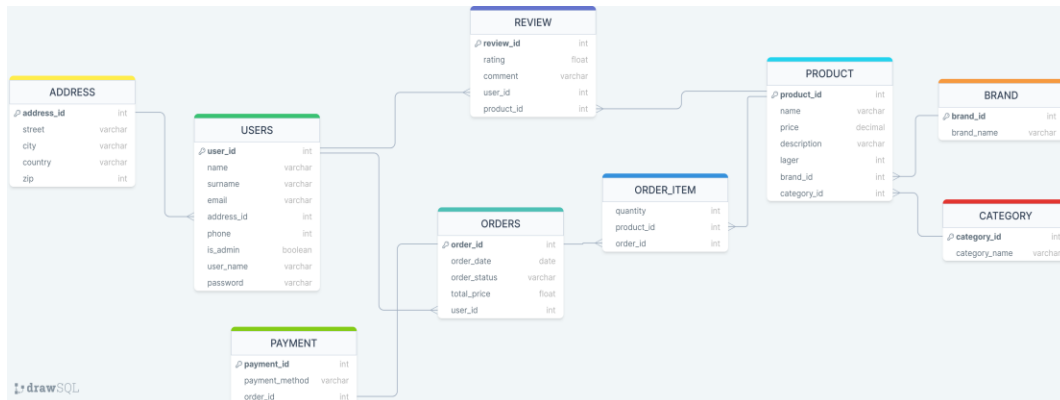 REVIEW
review_id int
rating float
comment varchar
user_id int
product_id int
PRODUCT
product_id int
name varchar
price decimal
description varchar
lager int
brand_id int
category_id int
ADDRESS
address_id int
street varchar
city varchar
country varchar
zip int
BRAND
brand_id int
brand_name varchar
USERS
user_id int
name varchar
surname varchar
email varchar
address_id int
phone int
is_admin boolean
user_name varchar
password varchar
ORDER_ITEM
quantity int
product_id int
order_id int
CATEGORY
category_id int
category_name varchar
ORDERS
order_id int
order_date date
order_status varchar
total_price float
user_id int
PAYMENT
payment_id int
payment_method varchar
order_id int
drawSQL